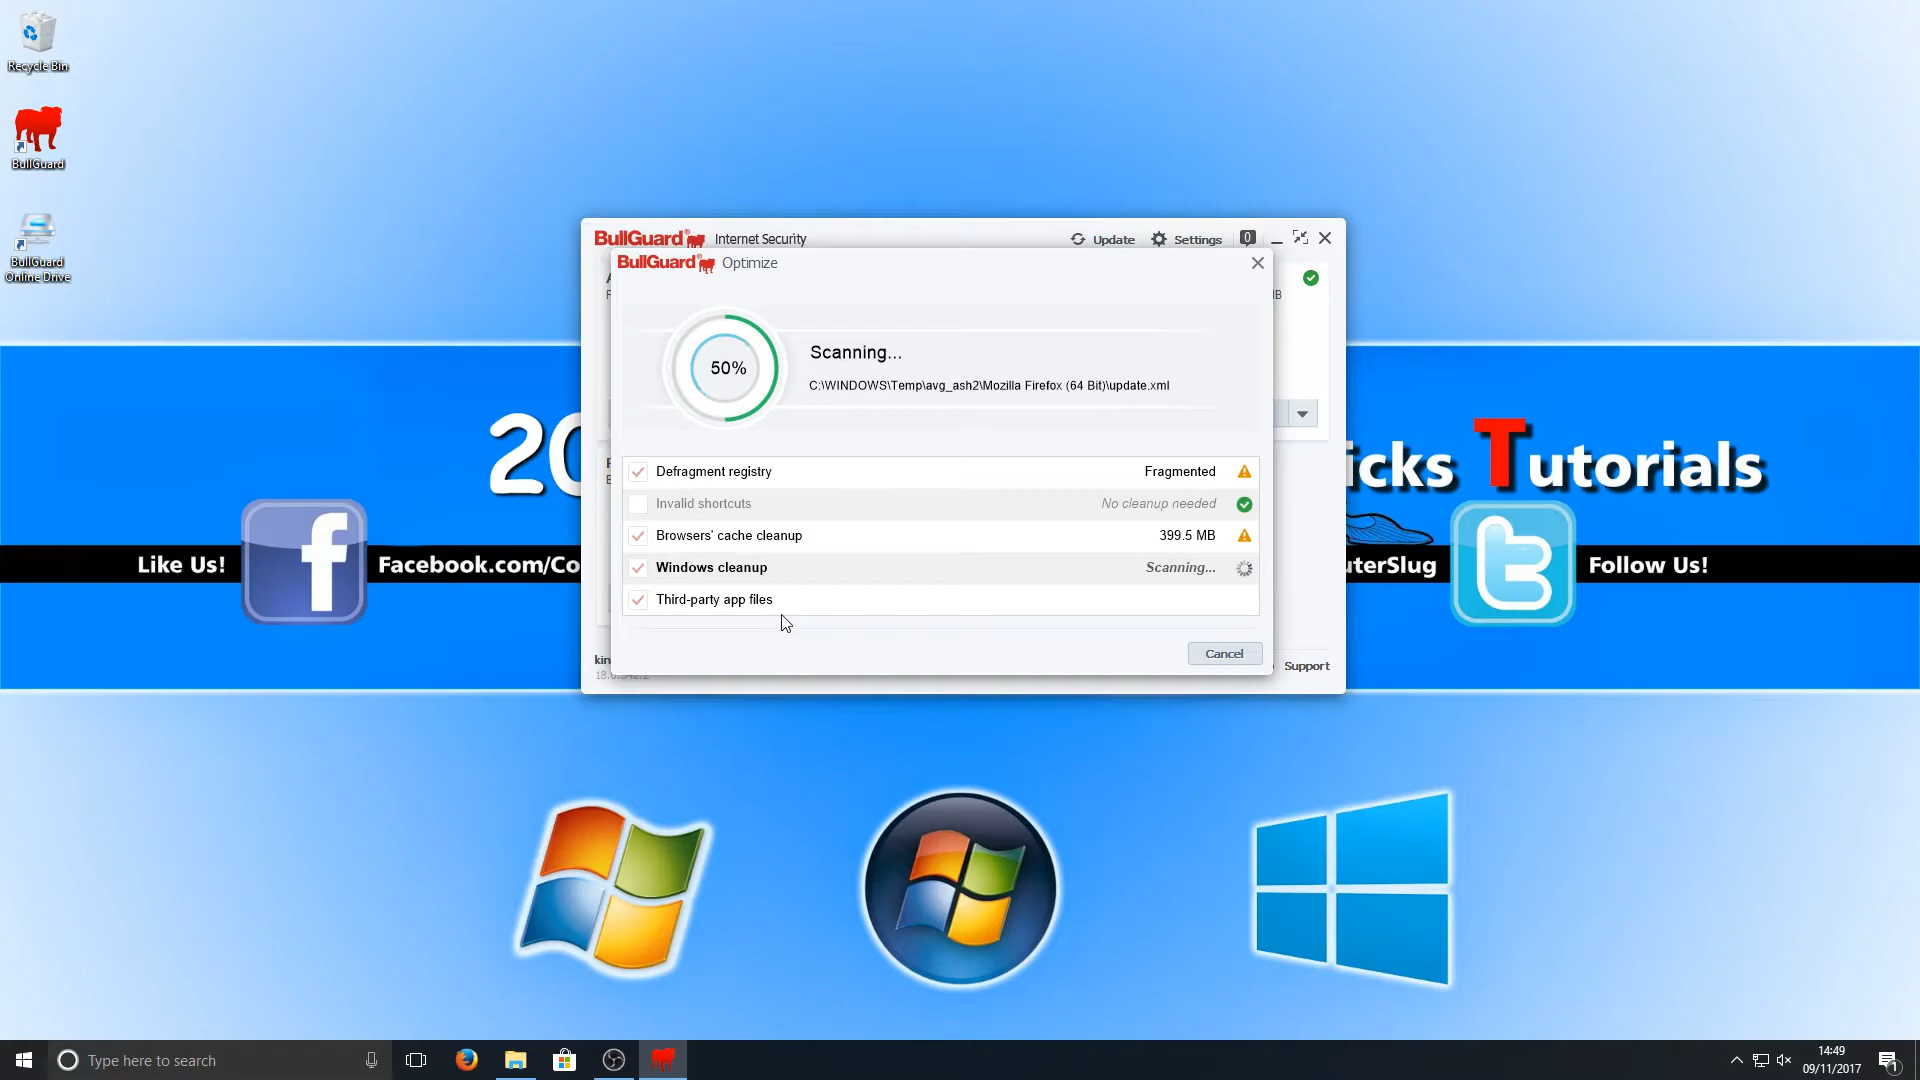 Recycle Bin
BullGuard
BullGuard
Online Drive
BullGuard Internet Security
Update
Settings
0
BullGuard Optimize
50%
Scanning...
C:\WINDOWS\Temp\avg_ash2\Mozilla Firefox (64 Bit)\update.xml
Defragment registry Fragmented
Invalid shortcuts No cleanup needed
Browsers' cache cleanup 399.5 MB
Windows cleanup Scanning...
Third-party app files
Cancel
Support
20
icks Tutorials
Like Us!
Facebook.com/Co
uterSlug
Follow Us!
Type here to search
14:49
09/11/2017
1